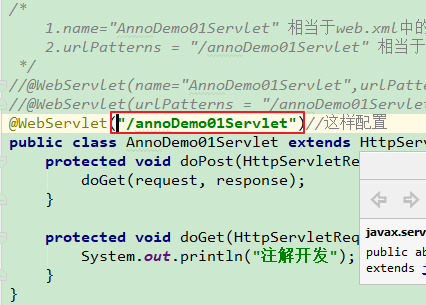 /*
1.name="AnnoDemo01Servlet" 相当于web.xml中的
2.urlPatterns = "/annoDemo01Servlet" 相当于
*/
//@WebServlet(name="AnnoDemo01Servlet",urlPatt
//@WebServlet(urlPatterns = "/annoDemo01Servlet
@WebServlet("/annoDemo01Servlet")//这样配置
public class AnnoDemo01Servlet extends HttpServ
protected void doPost(HttpServletRe
doGet(request, response);
}
protected void doGet(HttpServletReq
System.out.println("注解开发");
}
}
javax.serv
public ab
extends j